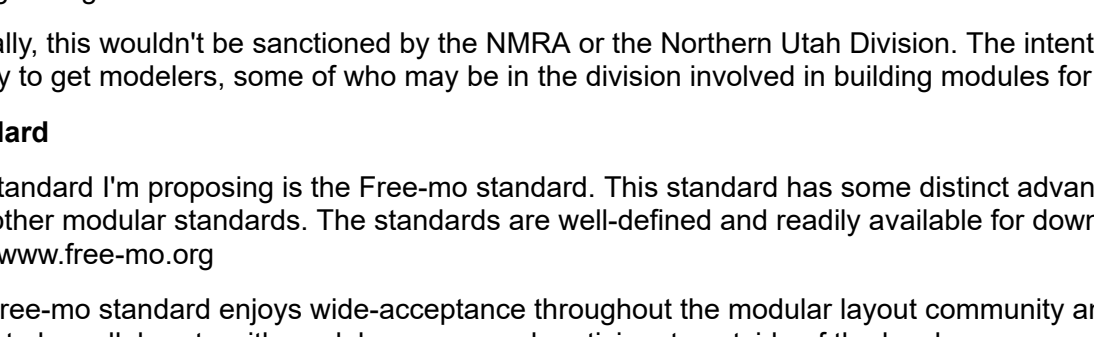 ally, this wouldn't be sanctioned by the NMRA or the Northern Utah Division. The intent
y to get modelers, some of who may be in the division involved in building modules for
dard
tandard I'm proposing is the Free-mo standard. This standard has some distinct advan
other modular standards. The standards are well-defined and readily available for down
www.free-mo.org
ree-mo standard enjoys wide-acceptance throughout the modular layout community a